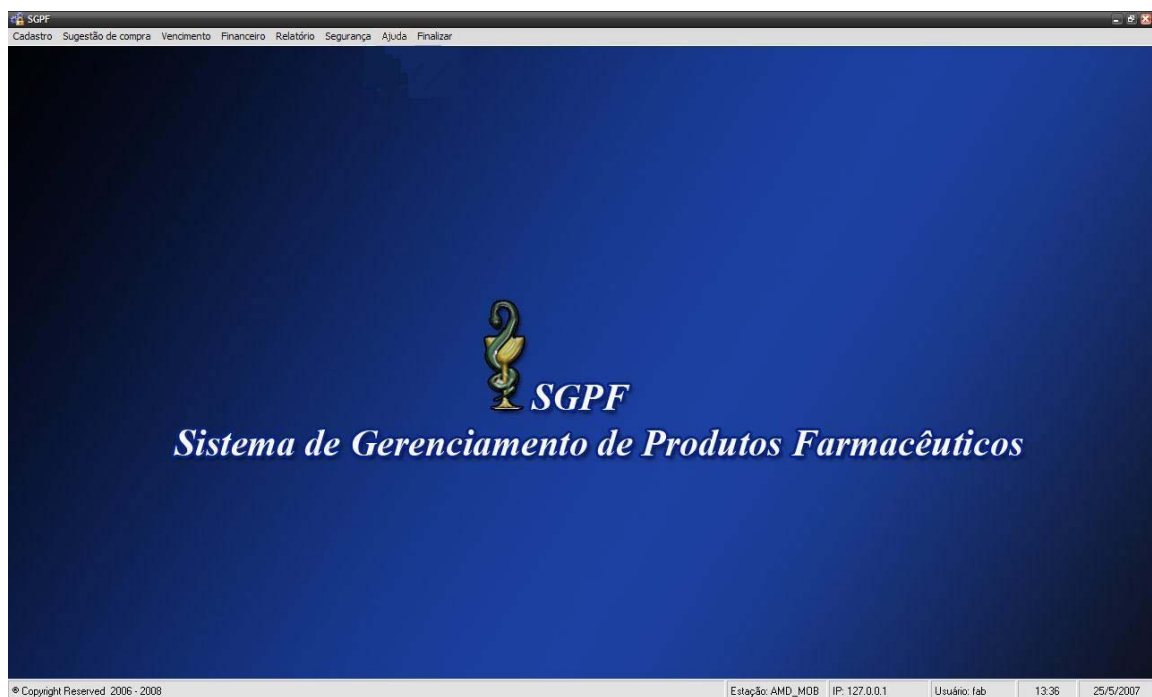 SGPF
Cadastro Sugestão de compra Vencimento Financeiro Relatório Segurança Ajuda Finalizar
SGPF
Sistema de Gerenciamento de Produtos Farmacêuticos
® Copyright Reserved 2006 - 2008 Estação: AMD_MOB IP: 127.0.0.1 Usuário: fab 13:36 25/5/2007